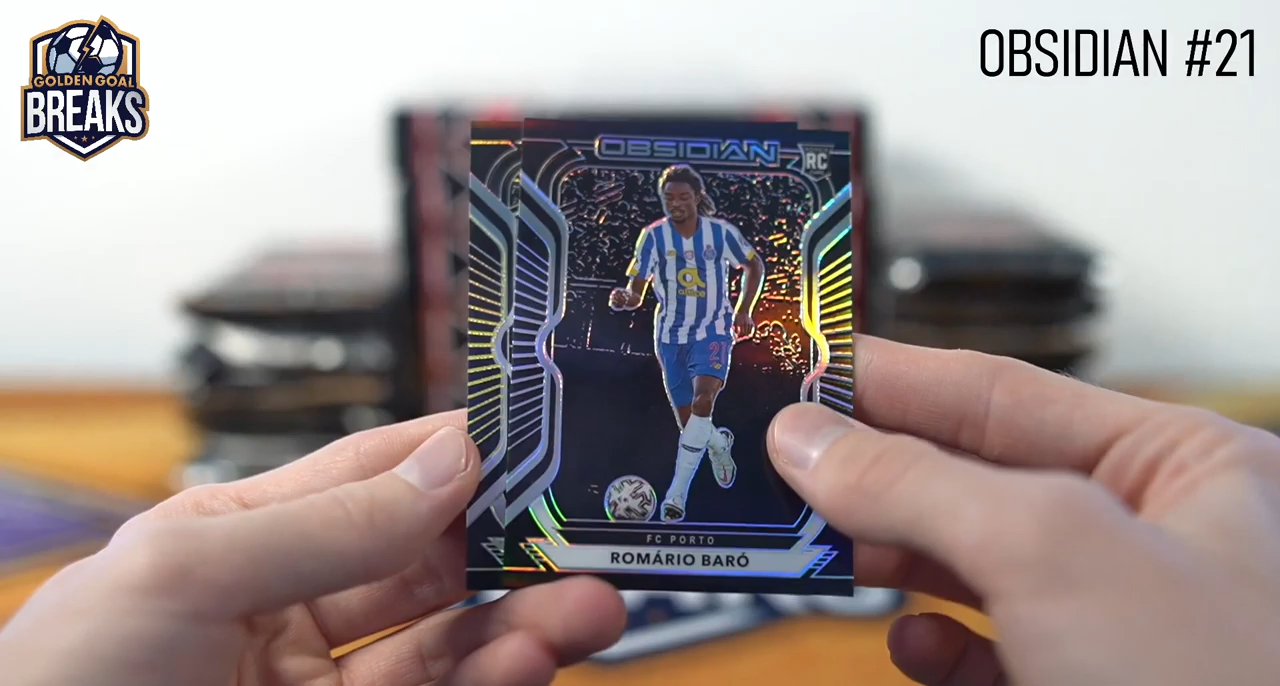 GOLDEN GOAL
BREAKS
OBSIDIAN #21
OBSIDIAN
RC
21
FC PORTO
ROMÁRIO BARÓ